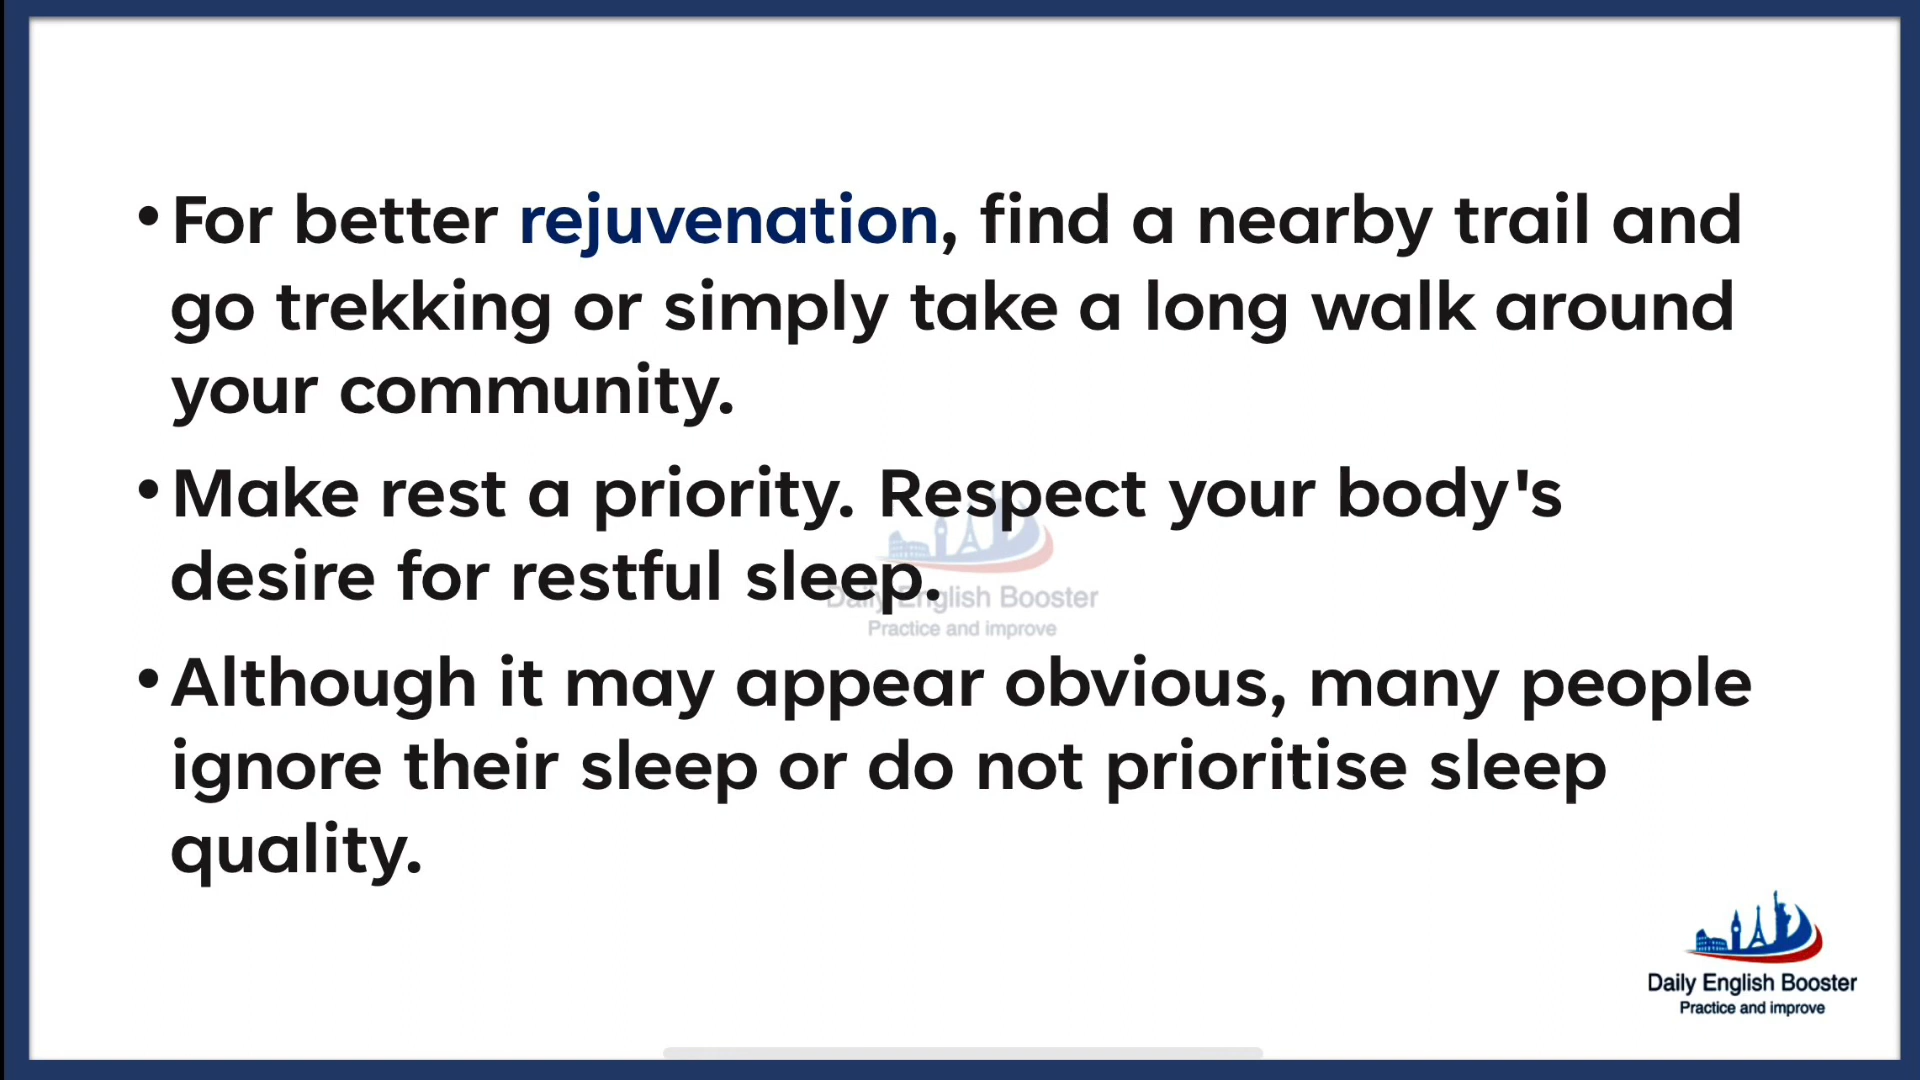 • For better rejuvenation, find a nearby trail and
go trekking or simply take a long walk around
your community.
• Make rest a priority. Respect your body's
desire for restful sleep.
Daily English Booster
Practice and improve
• Although it may appear obvious, many people
ignore their sleep or do not prioritise sleep
quality.
Daily English Booster
Practice and improve